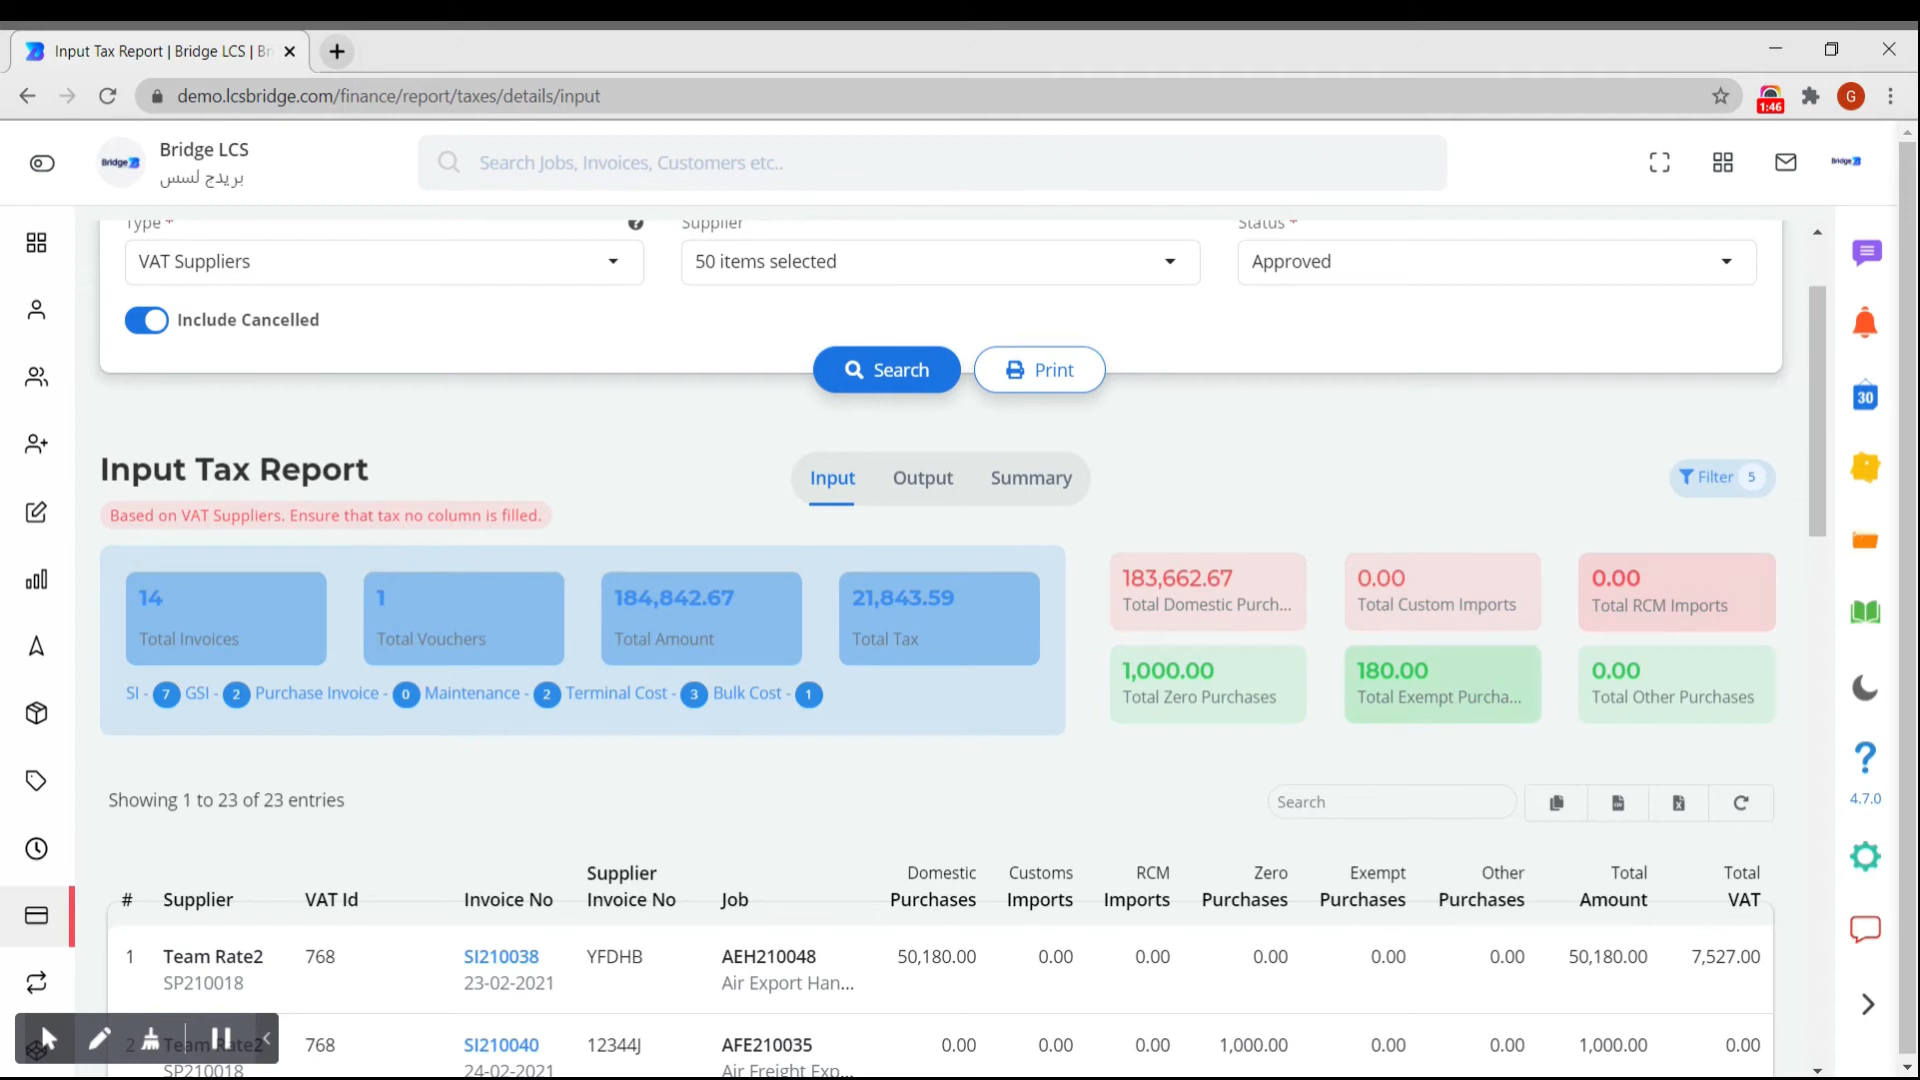 Input Tax Report | Bridge LCS | Br
demo.lcsbridge.com/finance/report/taxes/details/input
1:46
G
Bridge
Bridge LCS
بريدج لسس
Search Jobs, Invoices, Customers etc..
Bridge
Type *
Supplier
Status *
VAT Suppliers
50 items selected
Approved
Include Cancelled
Search
Print
30
Input Tax Report
Input Output Summary
Filter 5
Based on VAT Suppliers. Ensure that tax no column is filled.
14
Total Invoices
1
Total Vouchers
184,842.67
Total Amount
21,843.59
Total Tax
SI - 7 GSI - 2 Purchase Invoice - 0 Maintenance - 2 Terminal Cost - 3 Bulk Cost - 1
183,662.67
Total Domestic Purch...
0.00
Total Custom Imports
0.00
Total RCM Imports
1,000.00
Total Zero Purchases
180.00
Total Exempt Purcha...
0.00
Total Other Purchases
4.7.0
Showing 1 to 23 of 23 entries
Search
# Supplier VAT Id Invoice No Supplier Invoice No Job Domestic Purchases Customs Imports RCM Imports Zero Purchases Exempt Purchases Other Purchases Total Amount Total VAT
1 Team Rate2 768 SI210038 YFDHB AEH210048 50,180.00 0.00 0.00 0.00 0.00 0.00 50,180.00 7,527.00
SP210018 23-02-2021 Air Export Han...
2 Team Rate2 768 SI210040 12344J AFE210035 0.00 0.00 0.00 1,000.00 0.00 0.00 1,000.00 0.00
SP210018 24-02-2021 Air Freight Exp...